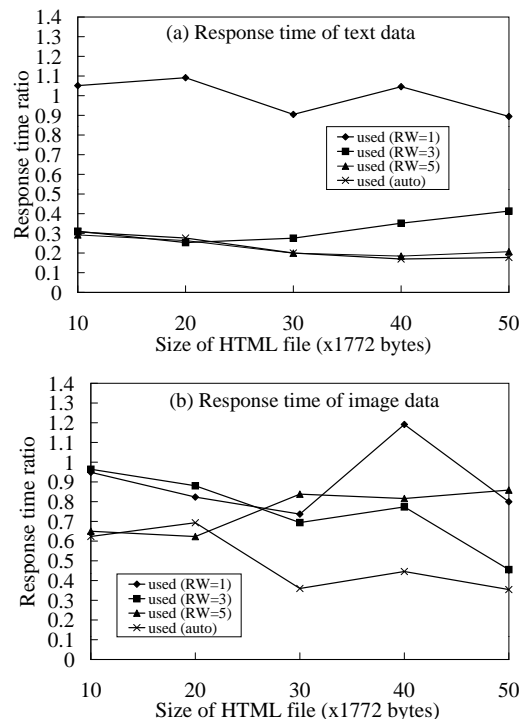 (a) Response time of text data
Response time ratio
1.4
1.3
1.2
1.1
1
0.9
0.8
0.7
0.6
0.5
0.4
0.3
0.2
0.1
0
used (RW=1)
used (RW=3)
used (RW=5)
used (auto)
10 20 30 40 50
Size of HTML file (x1772 bytes)
(b) Response time of image data
Response time ratio
1.4
1.3
1.2
1.1
1
0.9
0.8
0.7
0.6
0.5
0.4
0.3
0.2
0.1
0
used (RW=1)
used (RW=3)
used (RW=5)
used (auto)
10 20 30 40 50
Size of HTML file (x1772 bytes)